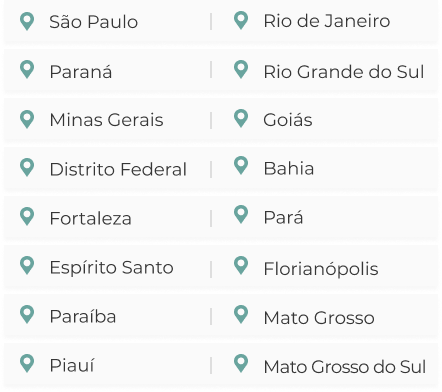 São Paulo
Rio de Janeiro
Paraná
Rio Grande do Sul
Minas Gerais
Goiás
Distrito Federal
Bahia
Fortaleza
Pará
Espírito Santo
Florianópolis
Paraíba
Mato Grosso
Piauí
Mato Grosso do Sul